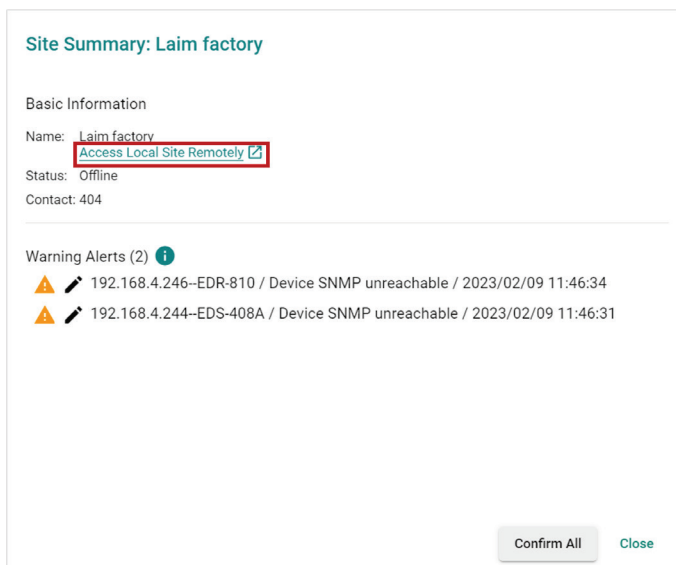 Site Summary: Laim factory
Basic Information
Name: Laim factory
Access Local Site Remotely
Status: Offline
Contact: 404
Warning Alerts (2)
192.168.4.246--EDR-810 / Device SNMP unreachable / 2023/02/09 11:46:34
192.168.4.244--EDS-408A / Device SNMP unreachable / 2023/02/09 11:46:31
Confirm All Close